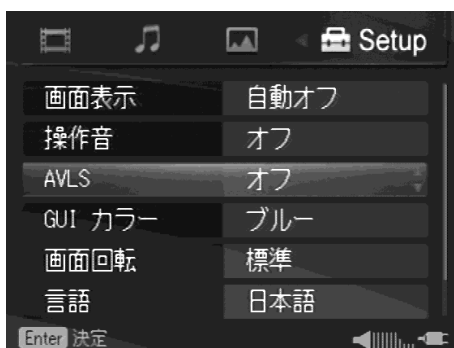 Setup
画面表示 自動オフ
操作音 オフ
AVLS オフ
GUI カラー ブルー
画面回転 標準
言語 日本語
Enter 決定